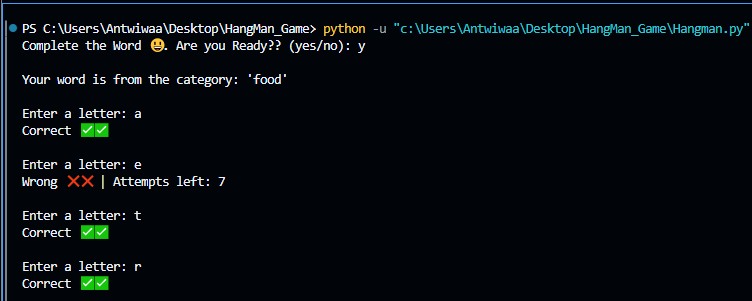 PS C:\Users\Antwiwaa\Desktop\HangMan_Game> python -u "c:\Users\Antwiwaa\Desktop\HangMan_Game\Hangman.py"
Complete the Word 😃. Are you Ready?? (yes/no): y
Your word is from the category: 'food'
Enter a letter: a
Correct ✅✅
Enter a letter: e
Wrong ❌❌ | Attempts left: 7
Enter a letter: t
Correct ✅✅
Enter a letter: r
Correct ✅✅